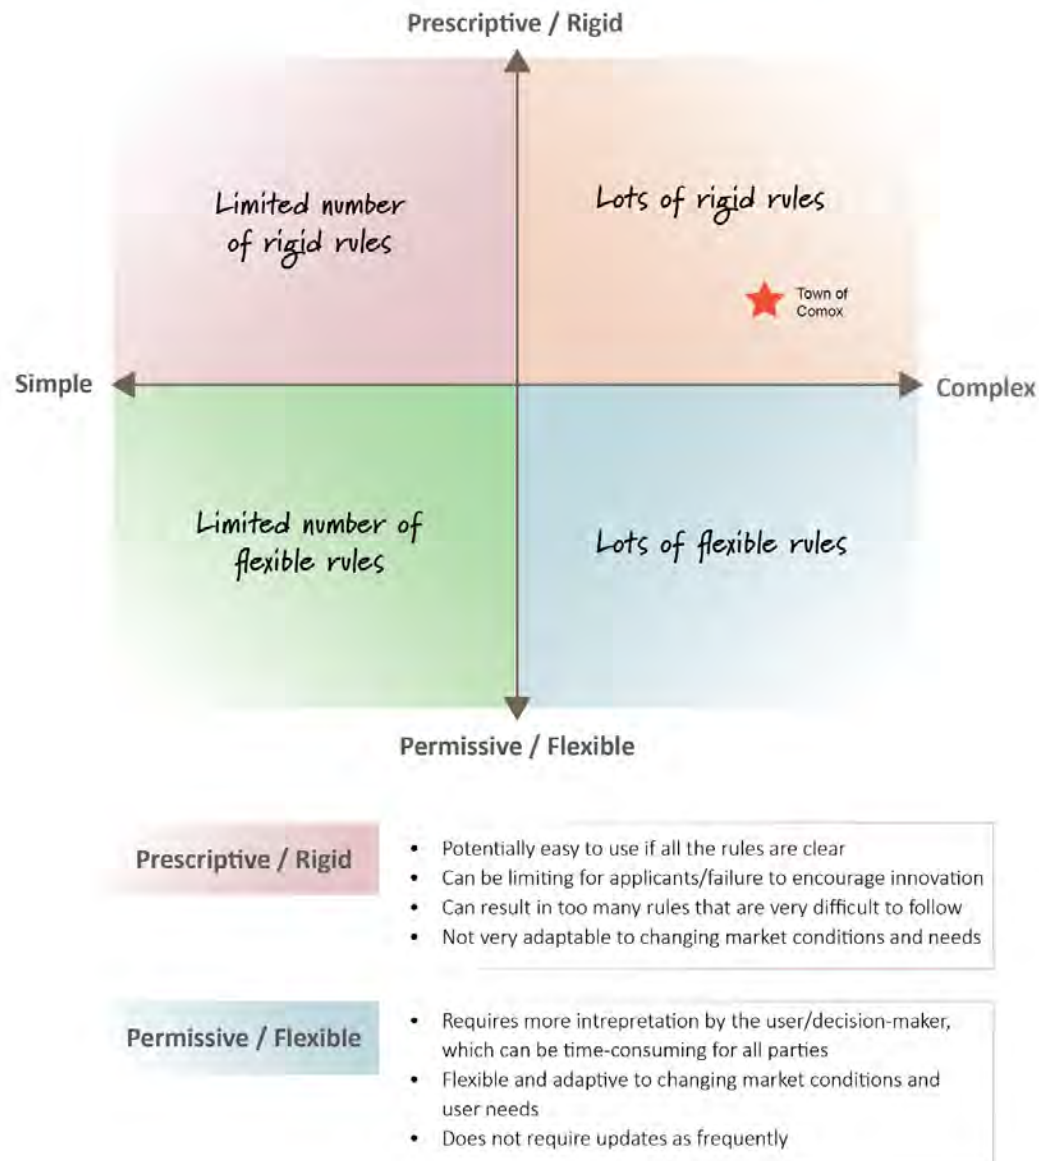 Prescriptive / Rigid
Limited number
of rigid rules
Lots of rigid rules
Town of
Comox
Simple
Complex
Limited number of
flexible rules
Lots of flexible rules
Permissive / Flexible
Prescriptive / Rigid
• Potentially easy to use if all the rules are clear
• Can be limiting for applicants/failure to encourage innovation
• Can result in too many rules that are very difficult to follow
• Not very adaptable to changing market conditions and needs
Permissive / Flexible
• Requires more intrepretation by the user/decision-maker,
which can be time-consuming for all parties
• Flexible and adaptive to changing market conditions and
user needs
• Does not require updates as frequently